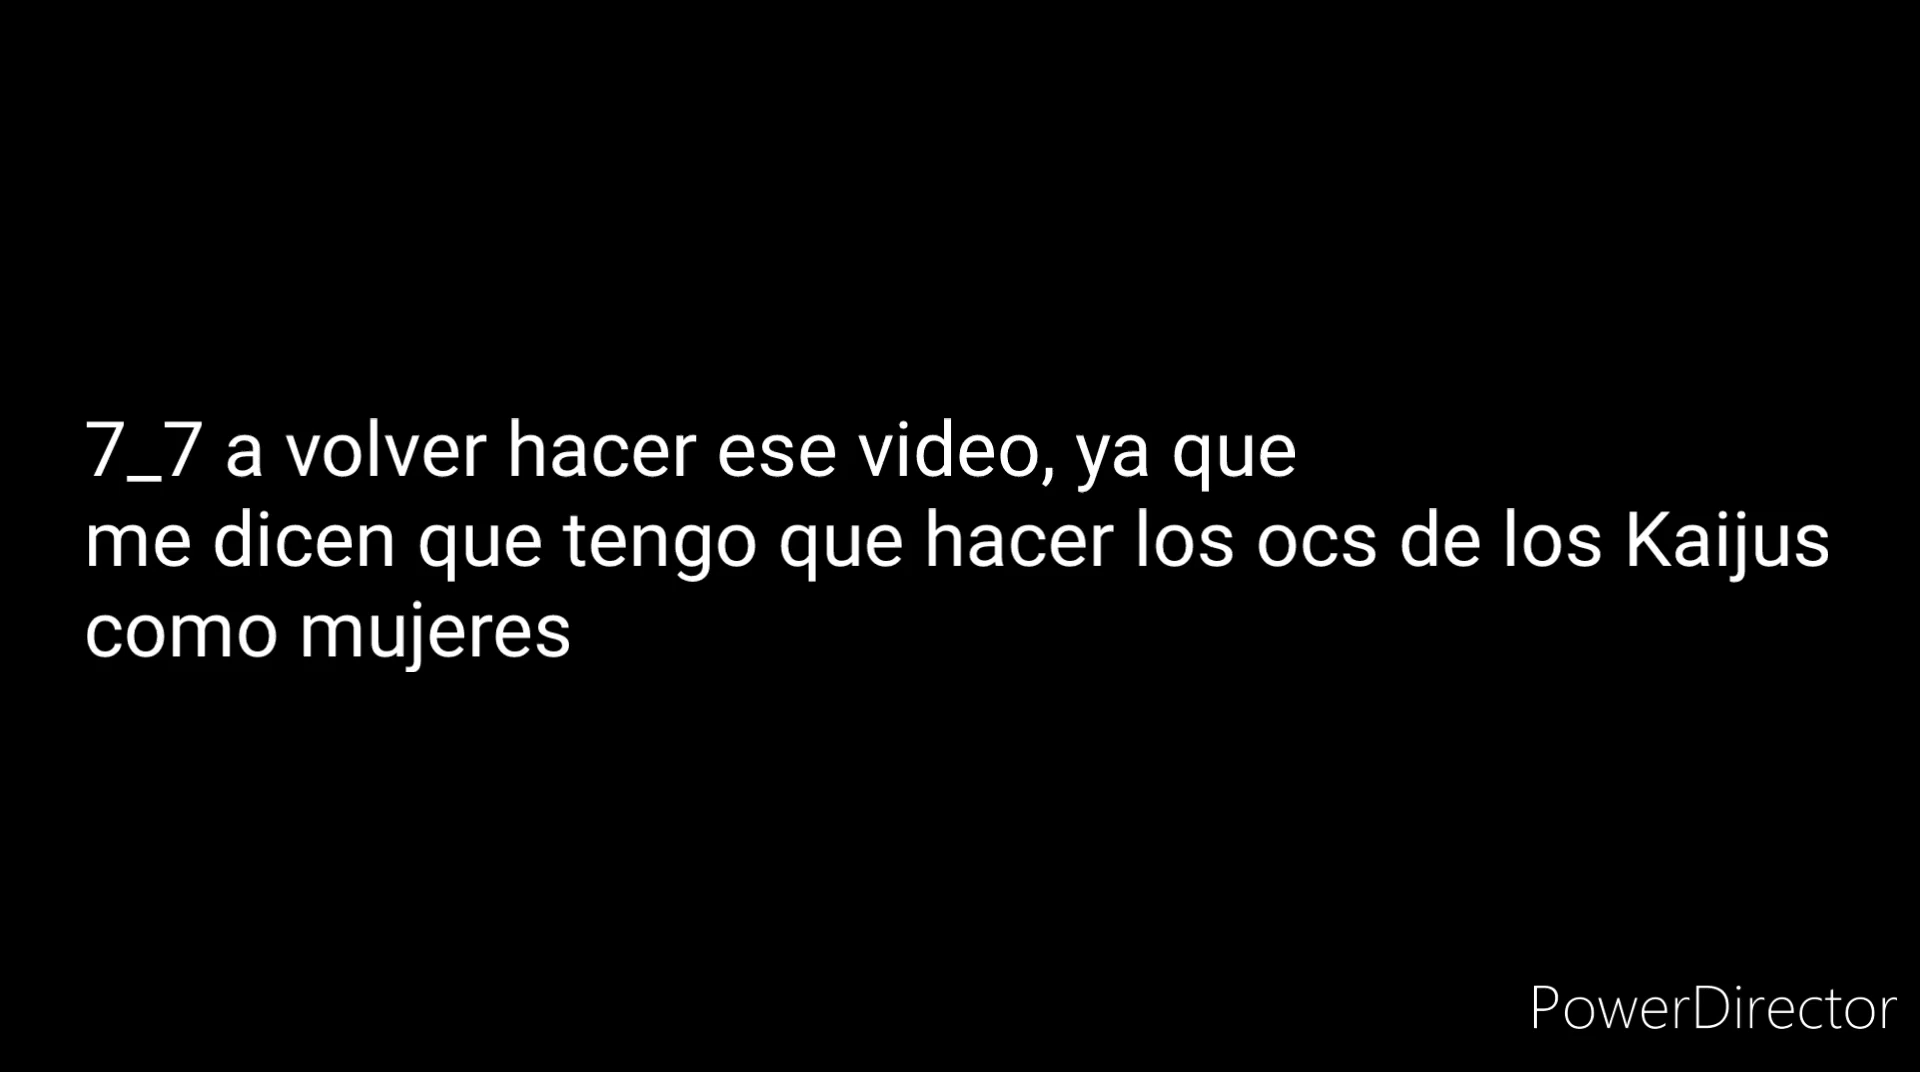 7_7 a volver hacer ese video, ya que
me dicen que tengo que hacer los ocs de los Kaijus
como mujeres
PowerDirector